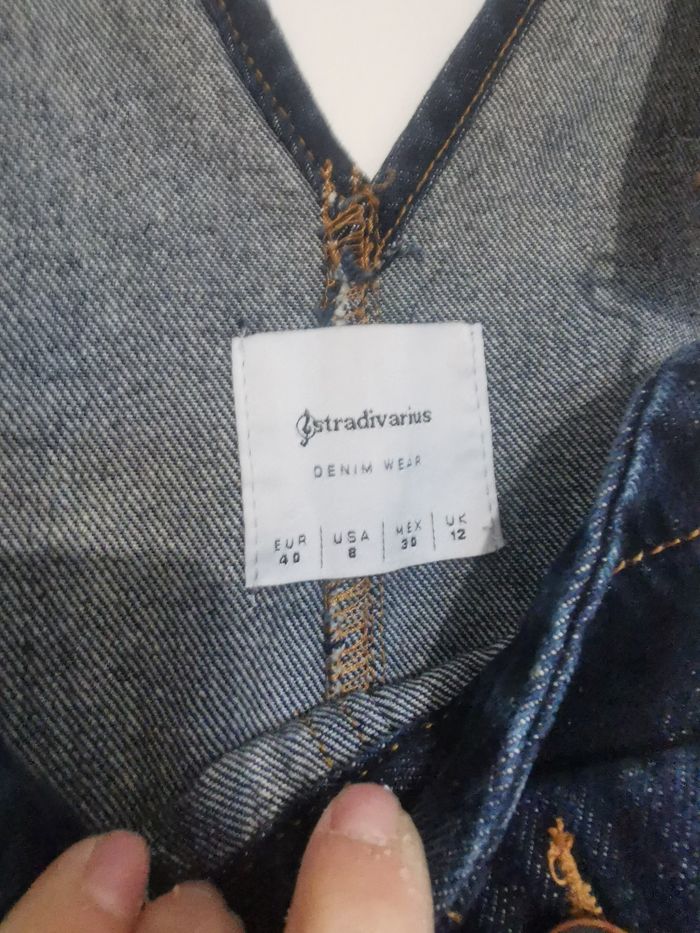 stradivarius
DENIM WEAR
EUR USA MEX UK
40 8 30 12